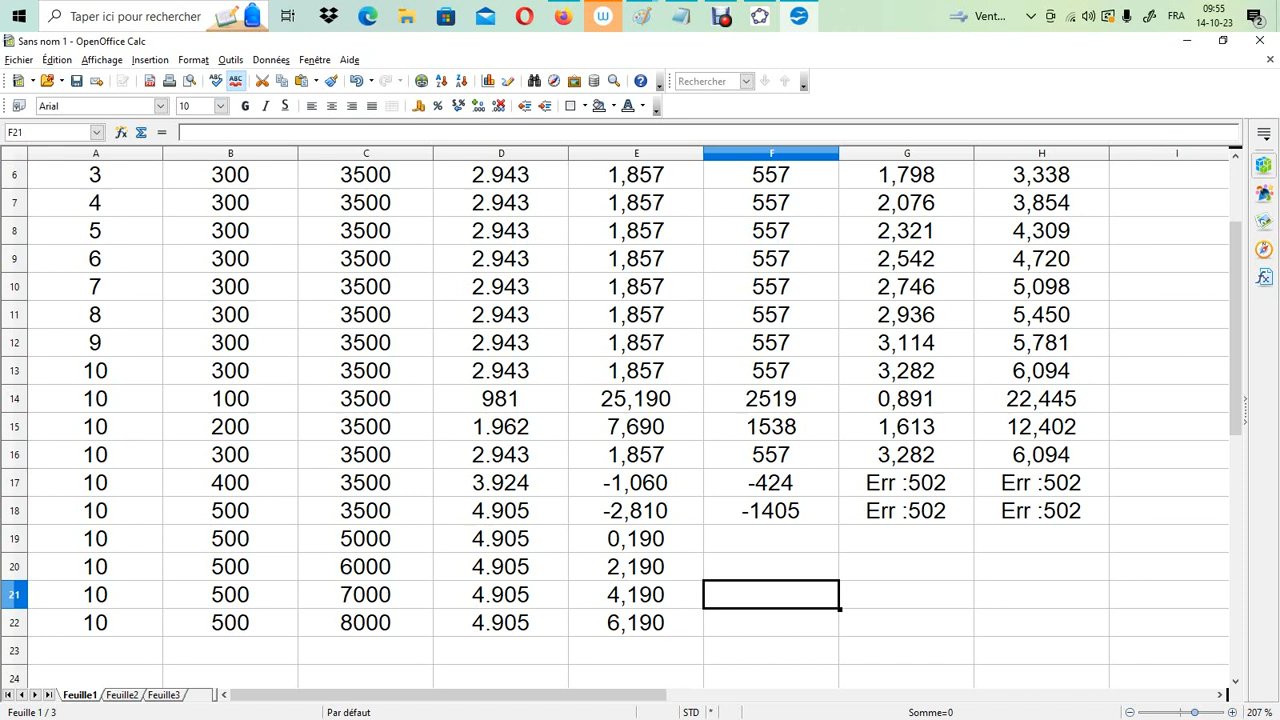 Taper ici pour rechercher
Vent...
FRA
09:55
14-10-23
2
Sans nom 1 - OpenOffice Calc
Fichier Édition Affichage Insertion Format Outils Données Fenêtre Aide
Rechercher
Arial 10
F21
A B C D E F G H I
6 3 300 3500 2.943 1,857 557 1,798 3,338
7 4 300 3500 2.943 1,857 557 2,076 3,854
8 5 300 3500 2.943 1,857 557 2,321 4,309
9 6 300 3500 2.943 1,857 557 2,542 4,720
10 7 300 3500 2.943 1,857 557 2,746 5,098
11 8 300 3500 2.943 1,857 557 2,936 5,450
12 9 300 3500 2.943 1,857 557 3,114 5,781
13 10 300 3500 2.943 1,857 557 3,282 6,094
14 10 100 3500 981 25,190 2519 0,891 22,445
15 10 200 3500 1.962 7,690 1538 1,613 12,402
16 10 300 3500 2.943 1,857 557 3,282 6,094
17 10 400 3500 3.924 -1,060 -424 Err :502 Err :502
18 10 500 3500 4.905 -2,810 -1405 Err :502 Err :502
19 10 500 5000 4.905 0,190
20 10 500 6000 4.905 2,190
21 10 500 7000 4.905 4,190
22 10 500 8000 4.905 6,190
23
24
Feuille1 Feuille2 Feuille3
Feuille 1 / 3 Par défaut STD * Somme=0 207 %